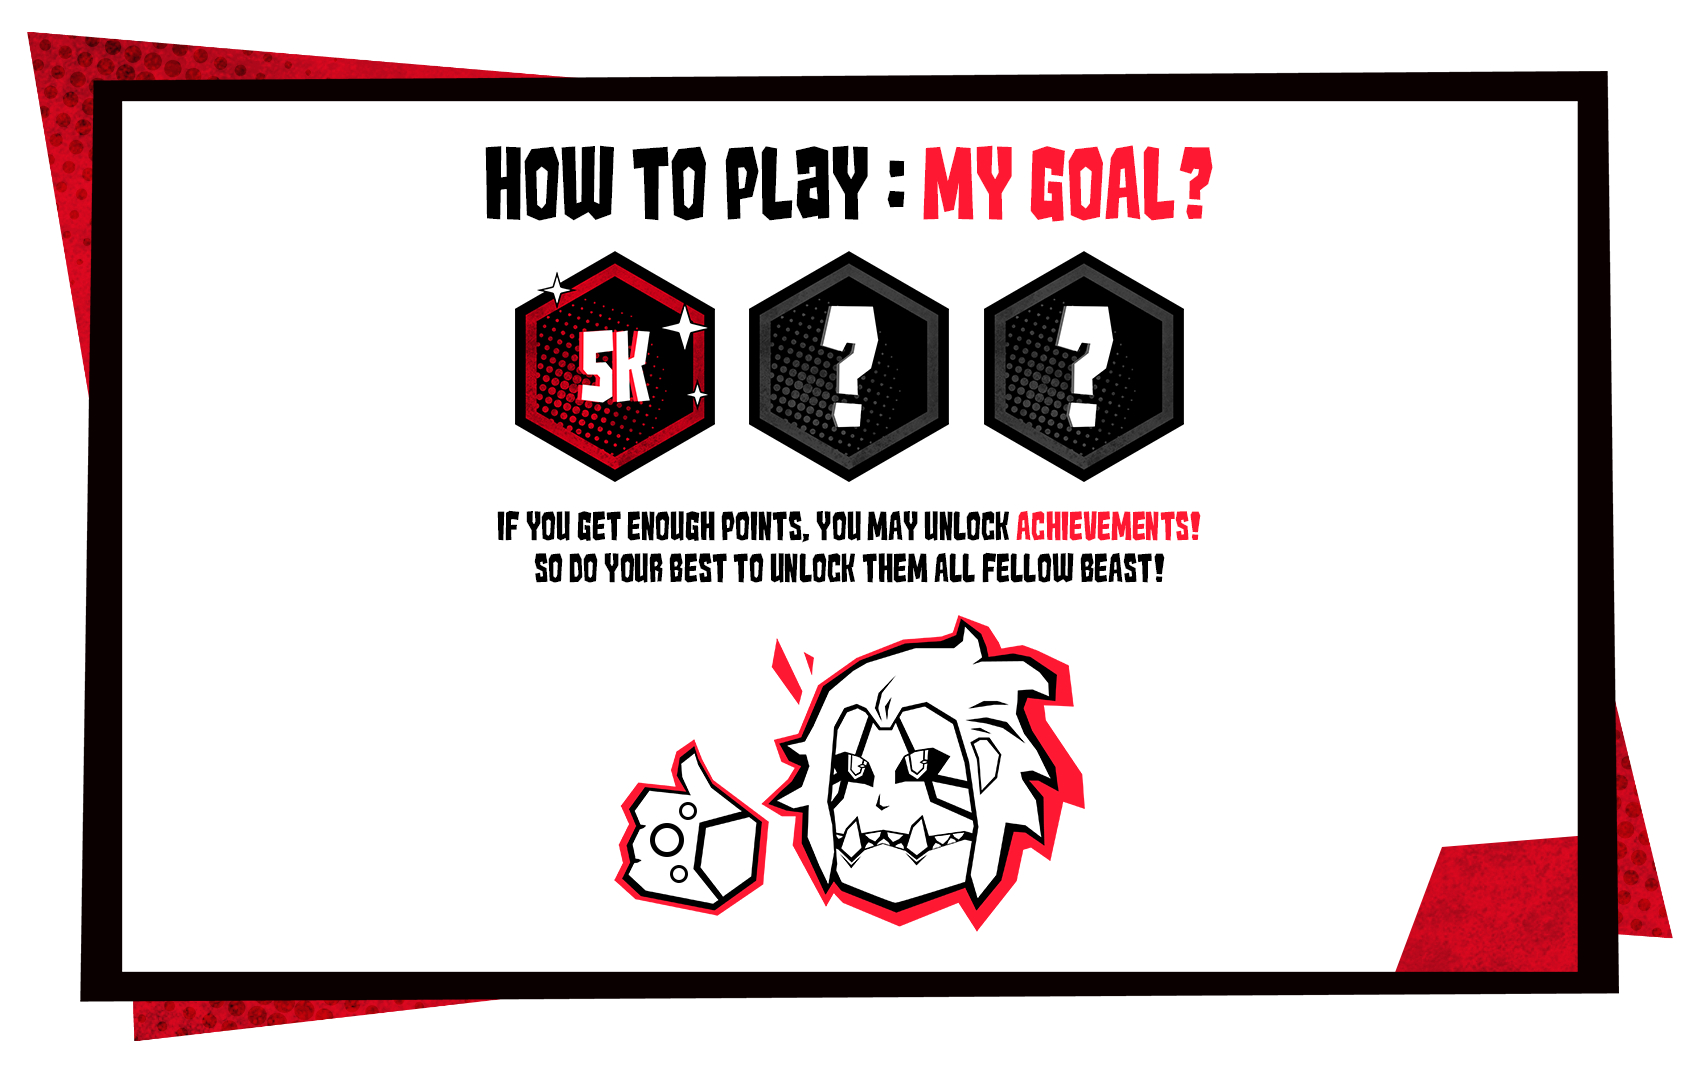 HOW TO PLAY : MY GOAL?
5K ? ?
IF YOU GET ENOUGH POINTS, YOU MAY UNLOCK ACHIEVEMENTS!
SO DO YOUR BEST TO UNLOCK THEM ALL FELLOW BEAST!